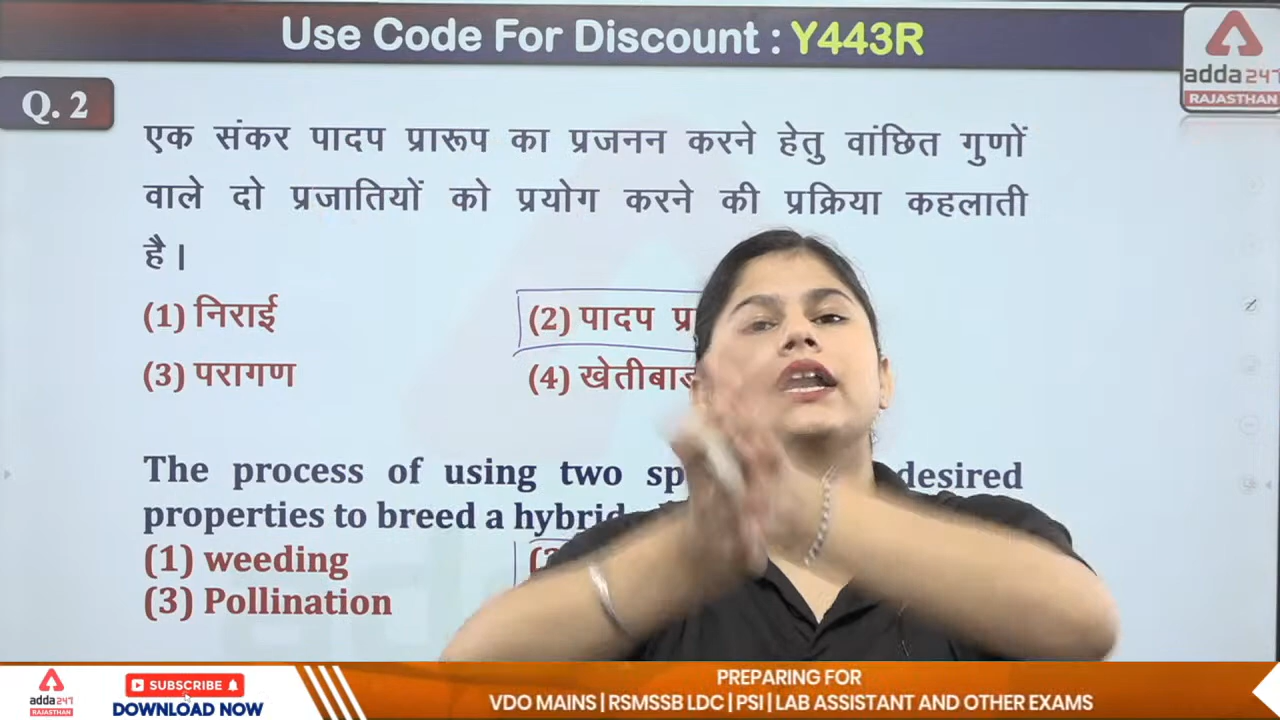 Use Code For Discount : Y443R
adda247
RAJASTHAN
Q. 2
एक संकर पादप प्रारूप का प्रजनन करने हेतु वांछित गुणों
वाले दो प्रजातियों को प्रयोग करने की प्रक्रिया कहलाती
है।
(1) निराई
(2) पादप
(3) परागण
(4)
The process of using two desired
properties to breed a hybrid
(1) weeding
(3) Pollination
adda247
RAJASTHAN
SUBSCRIBE
DOWNLOAD NOW
PREPARING FOR
VDO MAINS | RSMSSB LDC | PSI | LAB ASSISTANT AND OTHER EXAMS